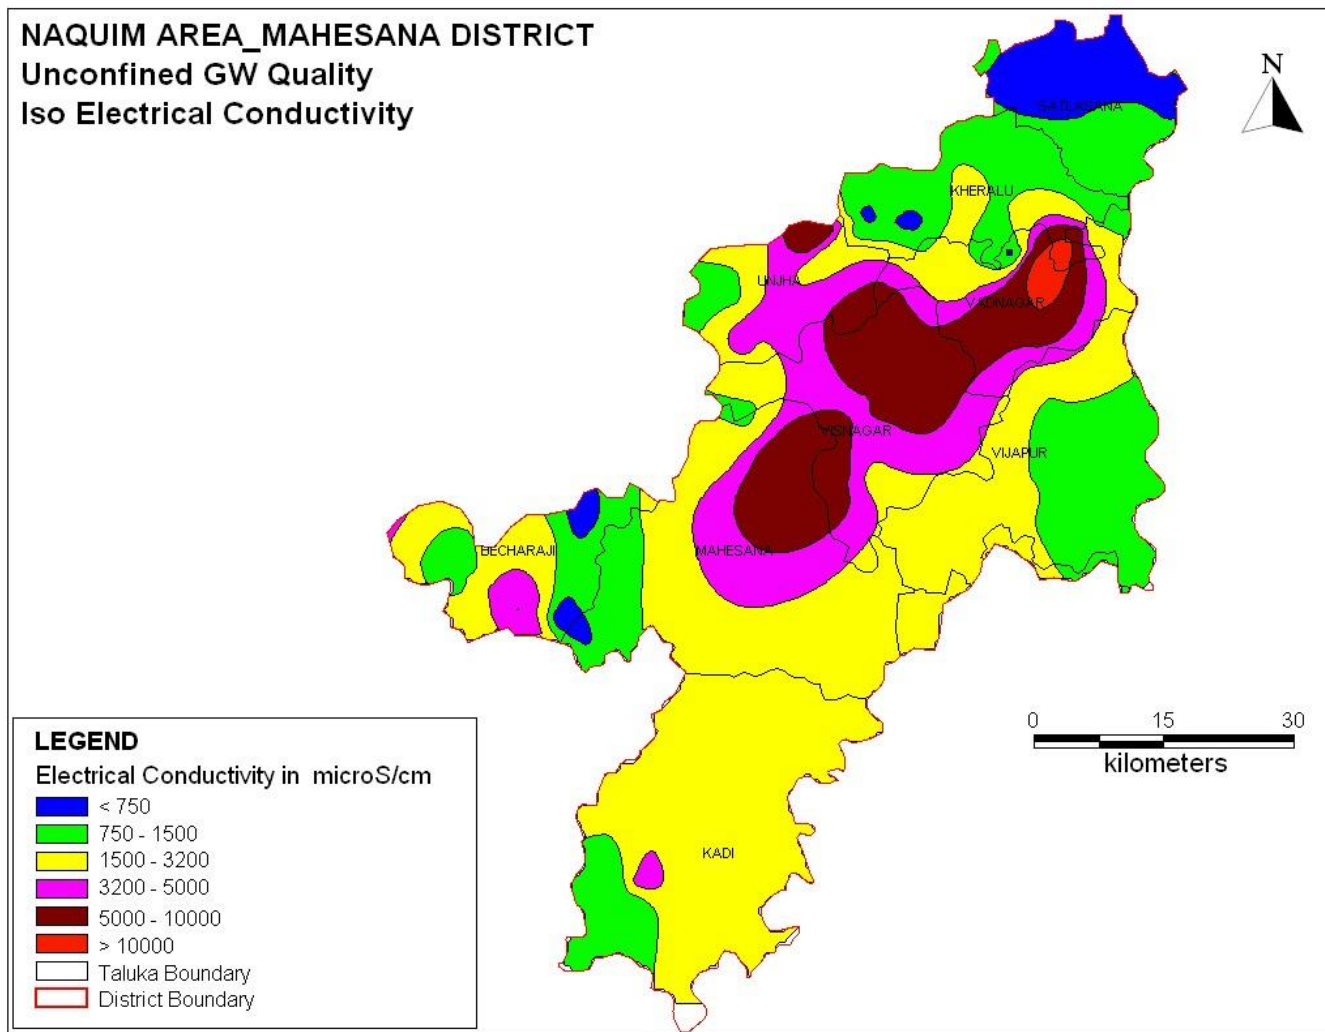 NAQUIM AREA_MAHESANA DISTRICT
Unconfined GW Quality
Iso Electrical Conductivity
N
SATLASANA
KHERALU
UNJHA
VADNAGAR
VISNAGAR
VIJAPUR
BECHARAJI
MAHESANA
KADI
0 15 30
kilometers
LEGEND
Electrical Conductivity in microS/cm
< 750
750 - 1500
1500 - 3200
3200 - 5000
5000 - 10000
> 10000
Taluka Boundary
District Boundary